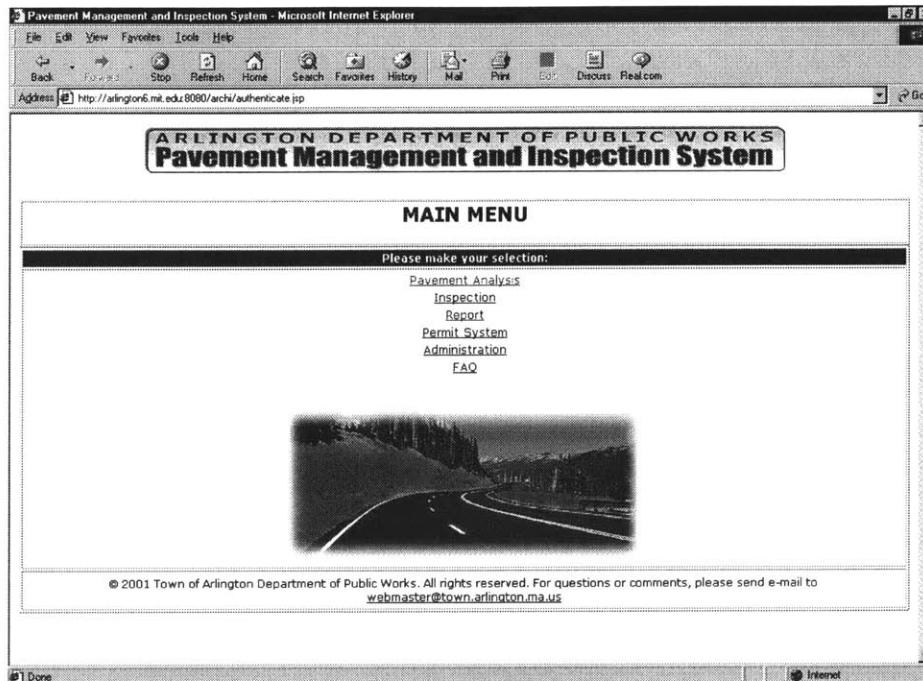 Pavement Management and Inspection System - Microsoft Internet Explorer
File Edit View Favorites Tools Help
Back Forward Stop Refresh Home Search Favorites History Mail Print Edit Discuss Real.com
Address http://arlington6.mit.edu:8080/archi/authenticate.jsp Go
ARLINGTON DEPARTMENT OF PUBLIC WORKS
Pavement Management and Inspection System
MAIN MENU
Please make your selection:
Pavement Analysis
Inspection
Report
Permit System
Administration
FAQ
© 2001 Town of Arlington Department of Public Works. All rights reserved. For questions or comments, please send e-mail to
webmaster@town.arlington.ma.us
Done Internet